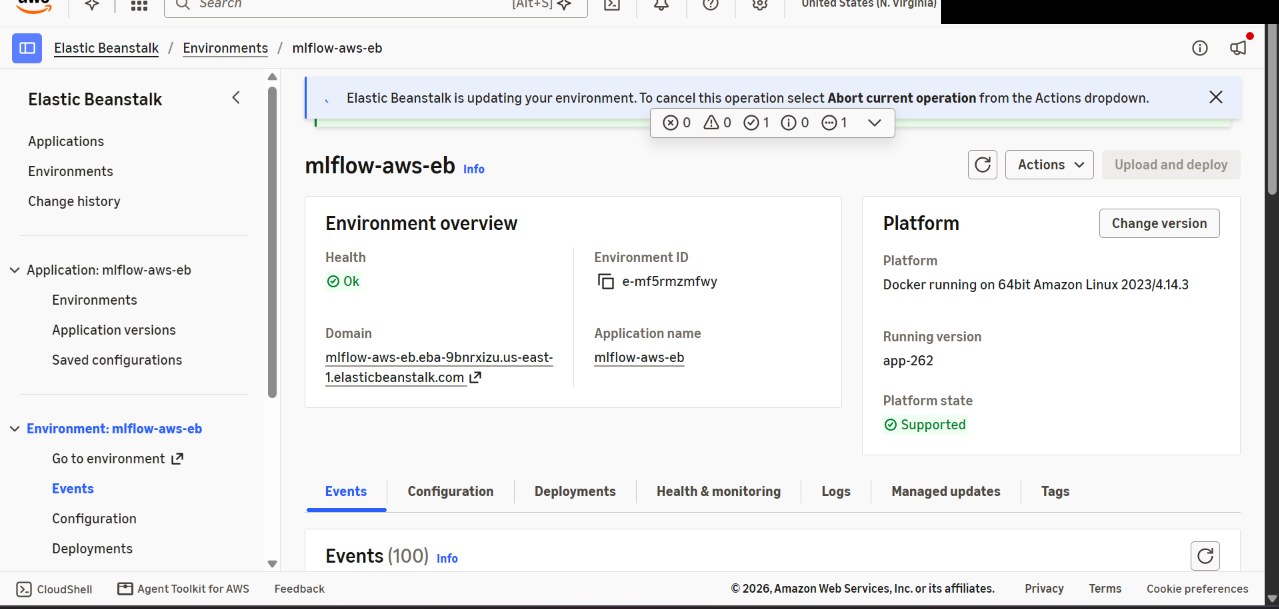 aws
Search [Alt+S] United States (N. Virginia)
Elastic Beanstalk / Environments / mlflow-aws-eb
Elastic Beanstalk
Applications
Environments
Change history
Application: mlflow-aws-eb
Environments
Application versions
Saved configurations
Environment: mlflow-aws-eb
Go to environment
Events
Configuration
Deployments
Elastic Beanstalk is updating your environment. To cancel this operation select Abort current operation from the Actions dropdown.
0 0 1 0 1
mlflow-aws-eb Info
Actions Upload and deploy
Environment overview
Health
Ok
Environment ID
e-mf5rmzmfwy
Domain
mlflow-aws-eb.eba-9bnrxizu.us-east-
1.elasticbeanstalk.com
Application name
mlflow-aws-eb
Platform Change version
Platform
Docker running on 64bit Amazon Linux 2023/4.14.3
Running version
app-262
Platform state
Supported
Events Configuration Deployments Health & monitoring Logs Managed updates Tags
Events (100) Info
CloudShell Agent Toolkit for AWS Feedback © 2026, Amazon Web Services, Inc. or its affiliates. Privacy Terms Cookie preferences